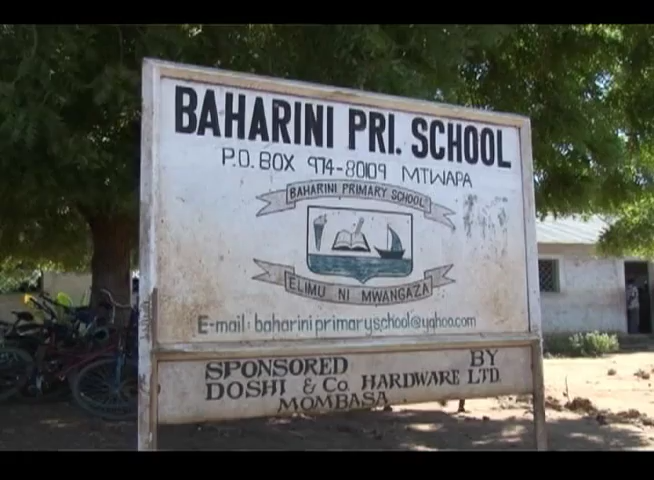 BAHARINI PRI. SCHOOL
P.O. BOX 974-80109 MTWAPA
BAHARINI PRIMARY SCHOOL
ELIMU NI MWANGAZA
E-mail: bahariniprimaryschool@yahoo.com
SPONSORED BY
DOSHI & Co. HARDWARE LTD.
MOMBASA